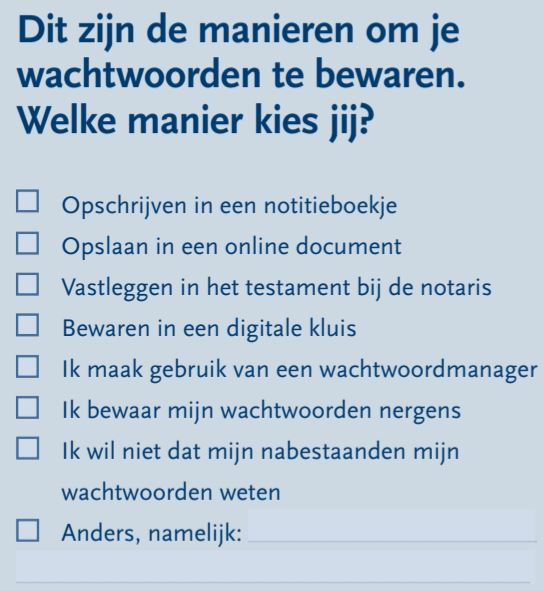 Dit zijn de manieren om je
wachtwoorden te bewaren.
Welke manier kies jij?
Opschrijven in een notitieboekje
Opslaan in een online document
Vastleggen in het testament bij de notaris
Bewaren in een digitale kluis
Ik maak gebruik van een wachtwoordmanager
Ik bewaar mijn wachtwoorden nergens
Ik wil niet dat mijn nabestaanden mijn
wachtwoorden weten
Anders, namelijk: